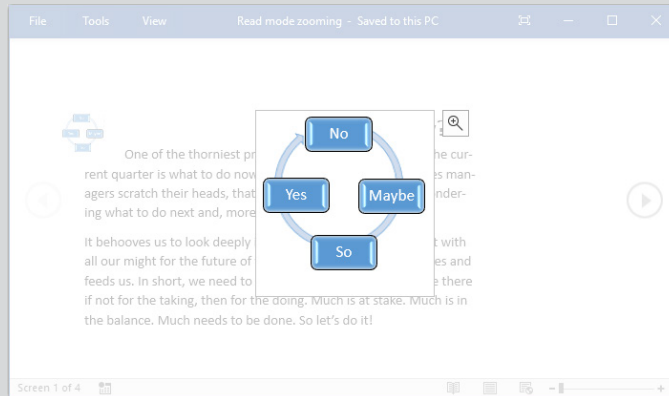 File Tools View Read mode zooming - Saved to this PC
No
Yes
Maybe
So
One of the thorniest he cur-
rent quarter is what to do now es man-
agers scratch their heads, that nder-
ing what to do next and, more
It behooves us to look deeply with
all our might for the future of es and
feeds us. In short, we need to there
if not for the taking, then for the doing. Much is at stake. Much is in
the balance. Much needs to be done. So let's do it!
Screen 1 of 4